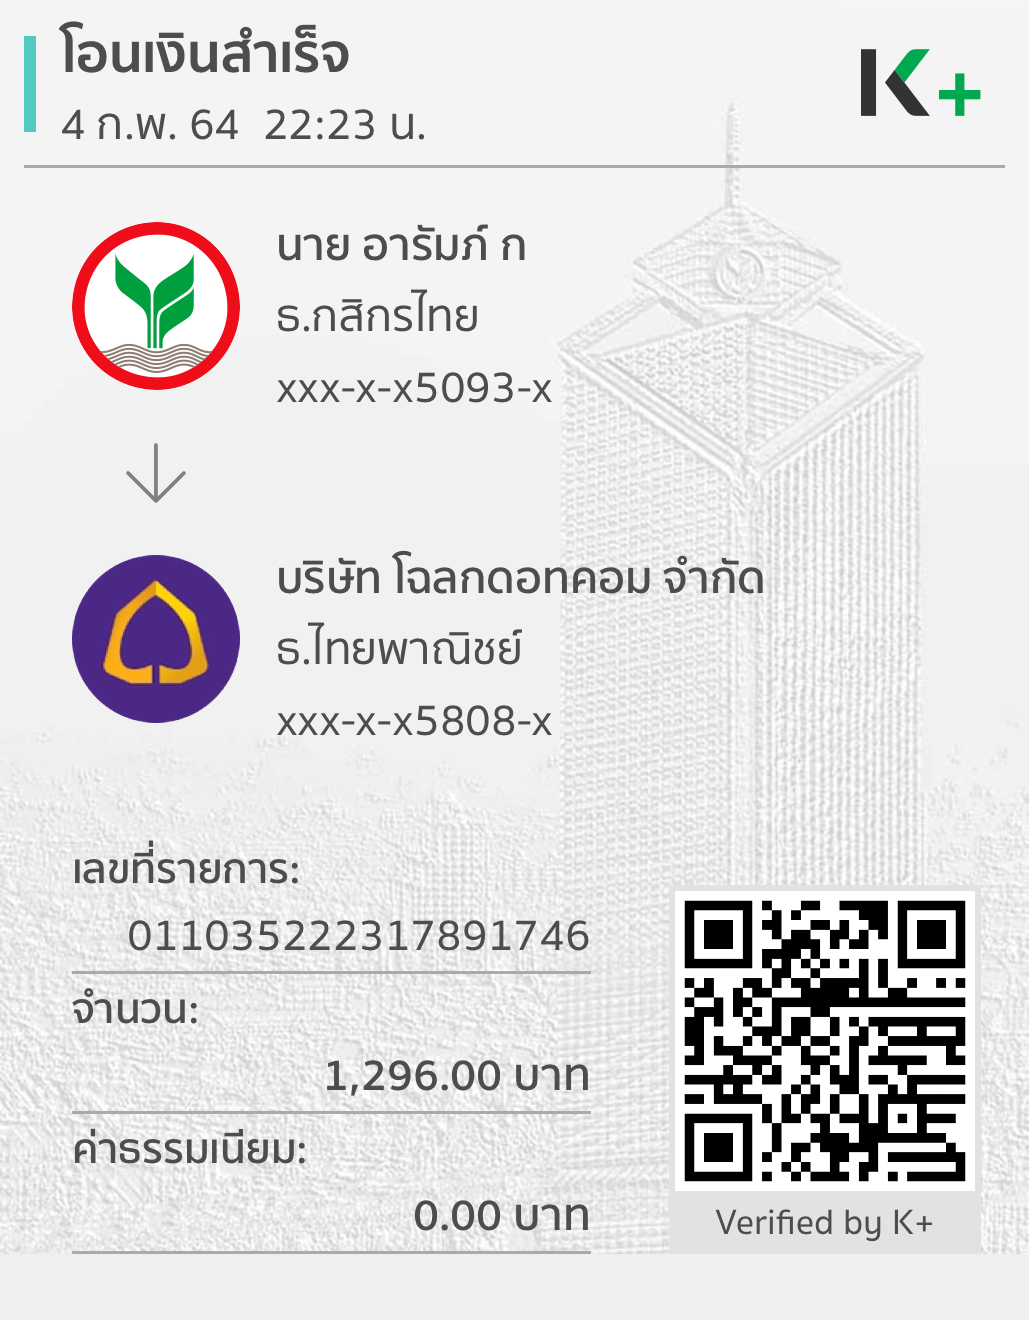 โอนเงินสำเร็จ
4 ก.พ. 64  22:23 น.
K+
นาย อารัมภ์ ก
ธ.กสิกรไทย
xxx-x-x5093-x
บริษัท โฉลกดอทคอม จำกัด
ธ.ไทยพาณิชย์
xxx-x-x5808-x
เลขที่รายการ:
011035222317891746
จำนวน:
1,296.00 บาท
ค่าธรรมเนียม:
0.00 บาท
Verified by K+